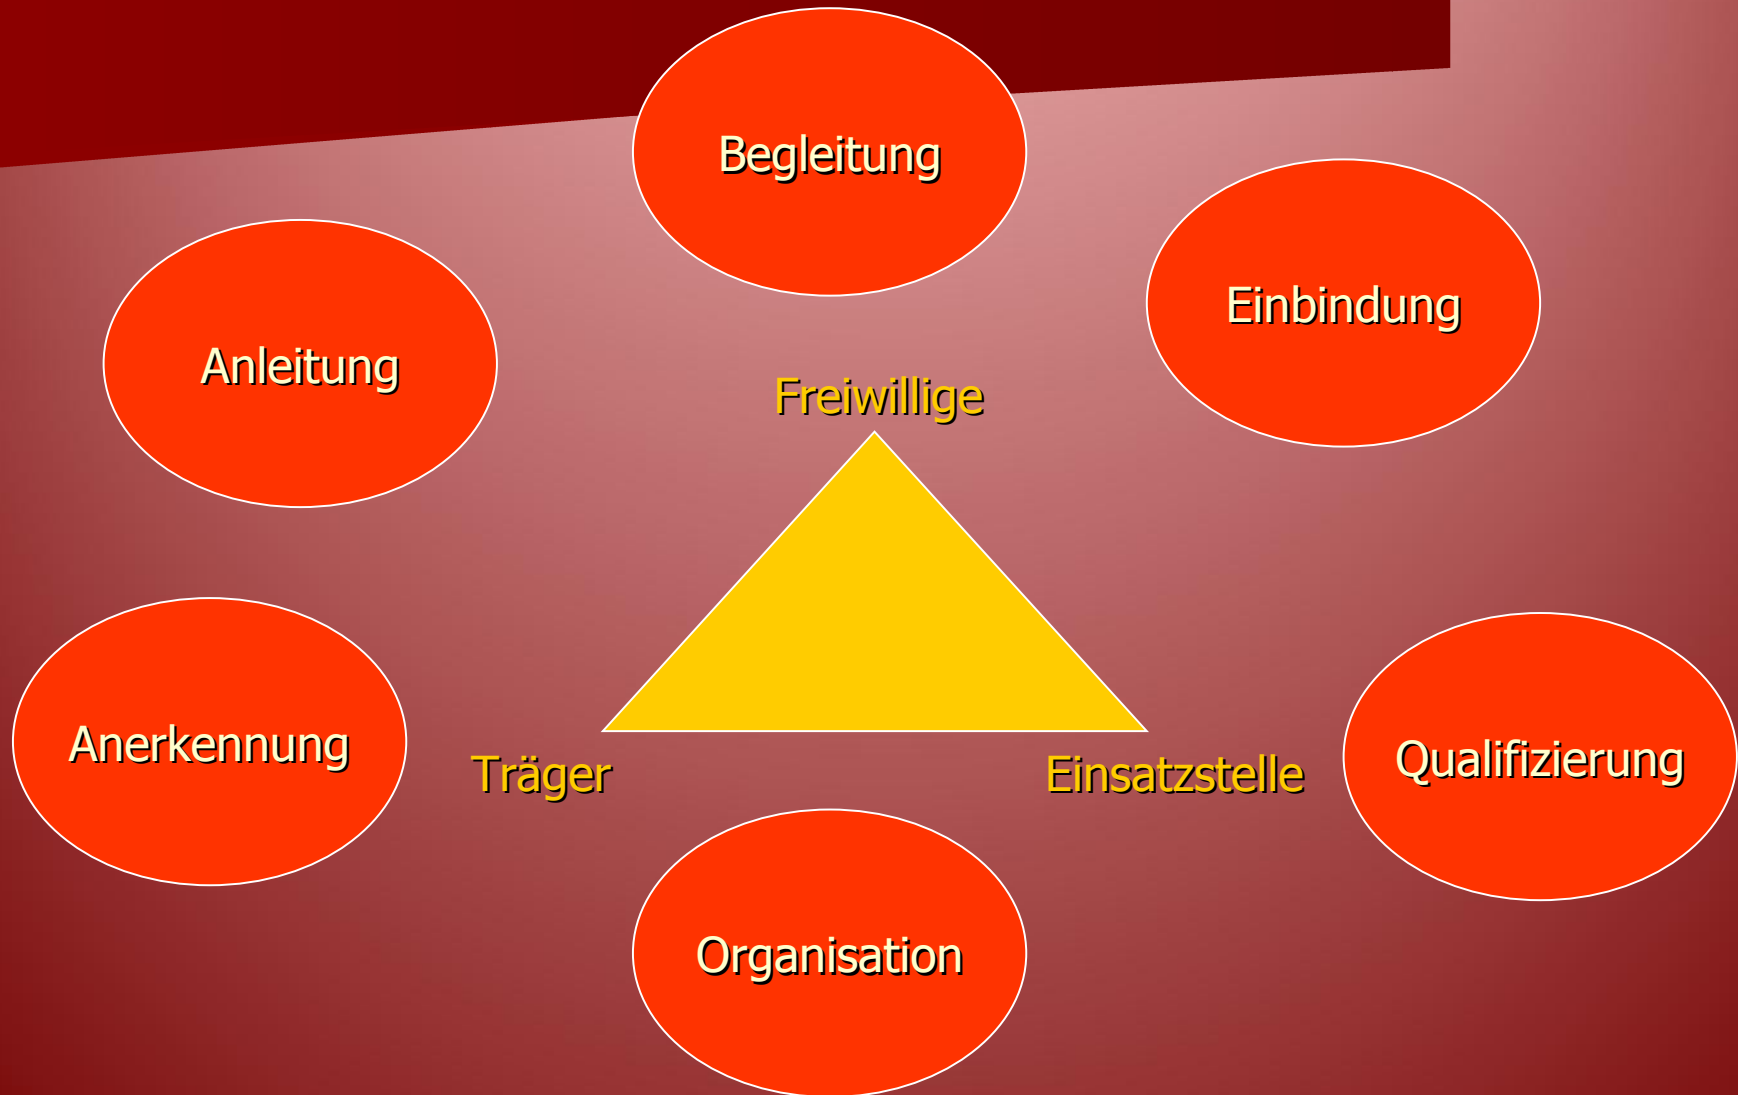 Begleitung
Einbindung
Anleitung
Freiwillige
Anerkennung
Träger
Einsatzstelle
Qualifizierung
Organisation